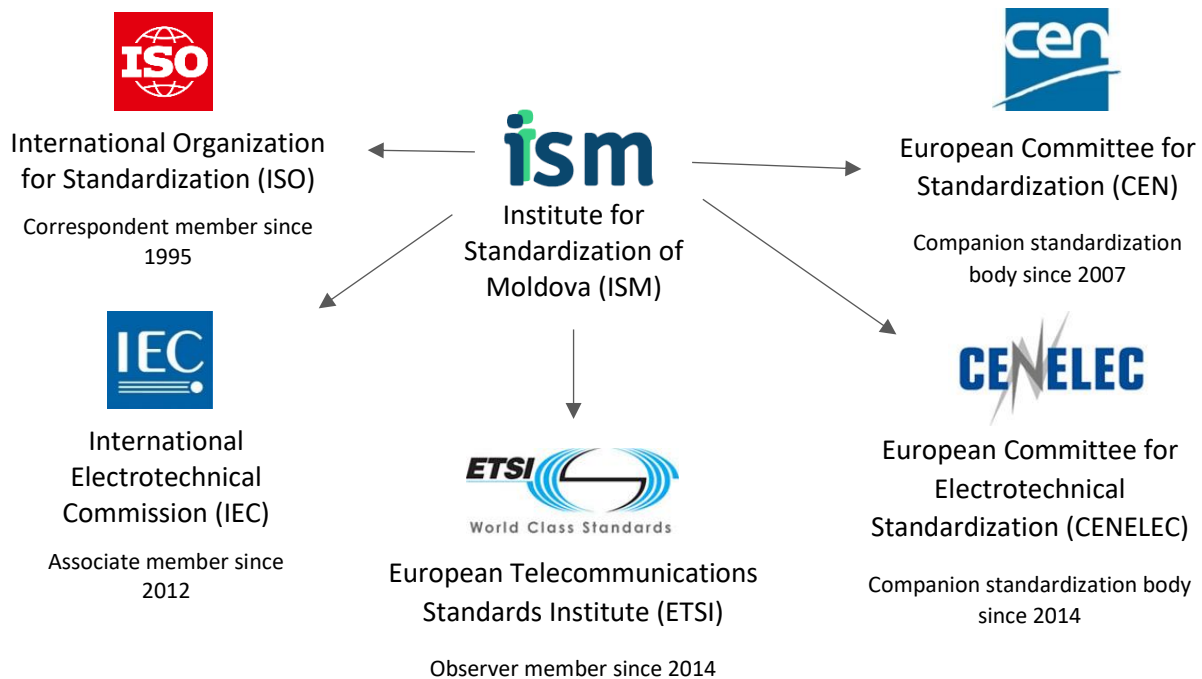 ISO
International Organization
for Standardization (ISO)
Correspondent member since
1995
ism
Institute for
Standardization of
Moldova (ISM)
cen
European Committee for
Standardization (CEN)
Companion standardization
body since 2007
IEC
International
Electrotechnical
Commission (IEC)
Associate member since
2012
ETSI
World Class Standards
European Telecommunications
Standards Institute (ETSI)
Observer member since 2014
CENELEC
European Committee for
Electrotechnical
Standardization (CENELEC)
Companion standardization body
since 2014